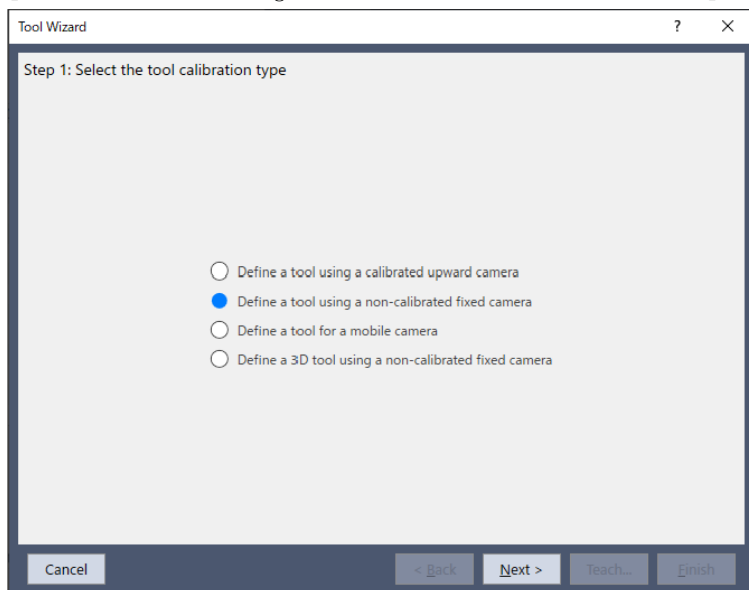 Tool Wizard ? ×
Step 1: Select the tool calibration type
Define a tool using a calibrated upward camera
Define a tool using a non-calibrated fixed camera
Define a tool for a mobile camera
Define a 3D tool using a non-calibrated fixed camera
Cancel < Back Next > Teach... Finish